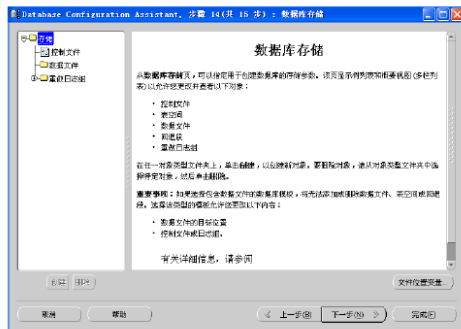 Database Configuration Assistant, 步骤 14(共 15 步) : 数据库存储
存储
控制文件
数据文件
重做日志组
数据库存储
从数据库存储页，可以指定用于创建数据库的存储参数。该页显示树列表和概要视图 (多栏列
表) 以允许您更改并查看以下对象：
· 控制文件
· 表空间
· 数据文件
· 回退段
· 重做日志组
在任一对象类型文件夹上，单击创建，以创建新对象。要删除对象，请从对象类型文件夹中选
择特定对象，然后单击删除。
重要事项：如果选择包含数据文件的数据库模板，将无法添加或删除数据文件、表空间或回退
段。选择该类型的模板允许您更改以下内容：
· 数据文件的目标位置
· 控制文件或日志组。
有关详细信息，请参阅
创建
删除
文件位置变量...
取消
帮助
上一步(B)
下一步(N)
完成(F)